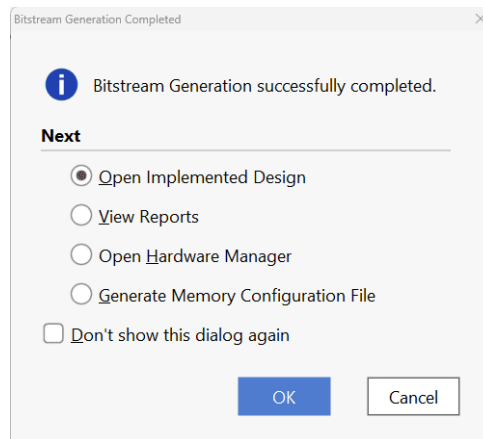 Bitstream Generation Completed
Bitstream Generation successfully completed.
Next
Open Implemented Design
View Reports
Open Hardware Manager
Generate Memory Configuration File
Don't show this dialog again
OK
Cancel